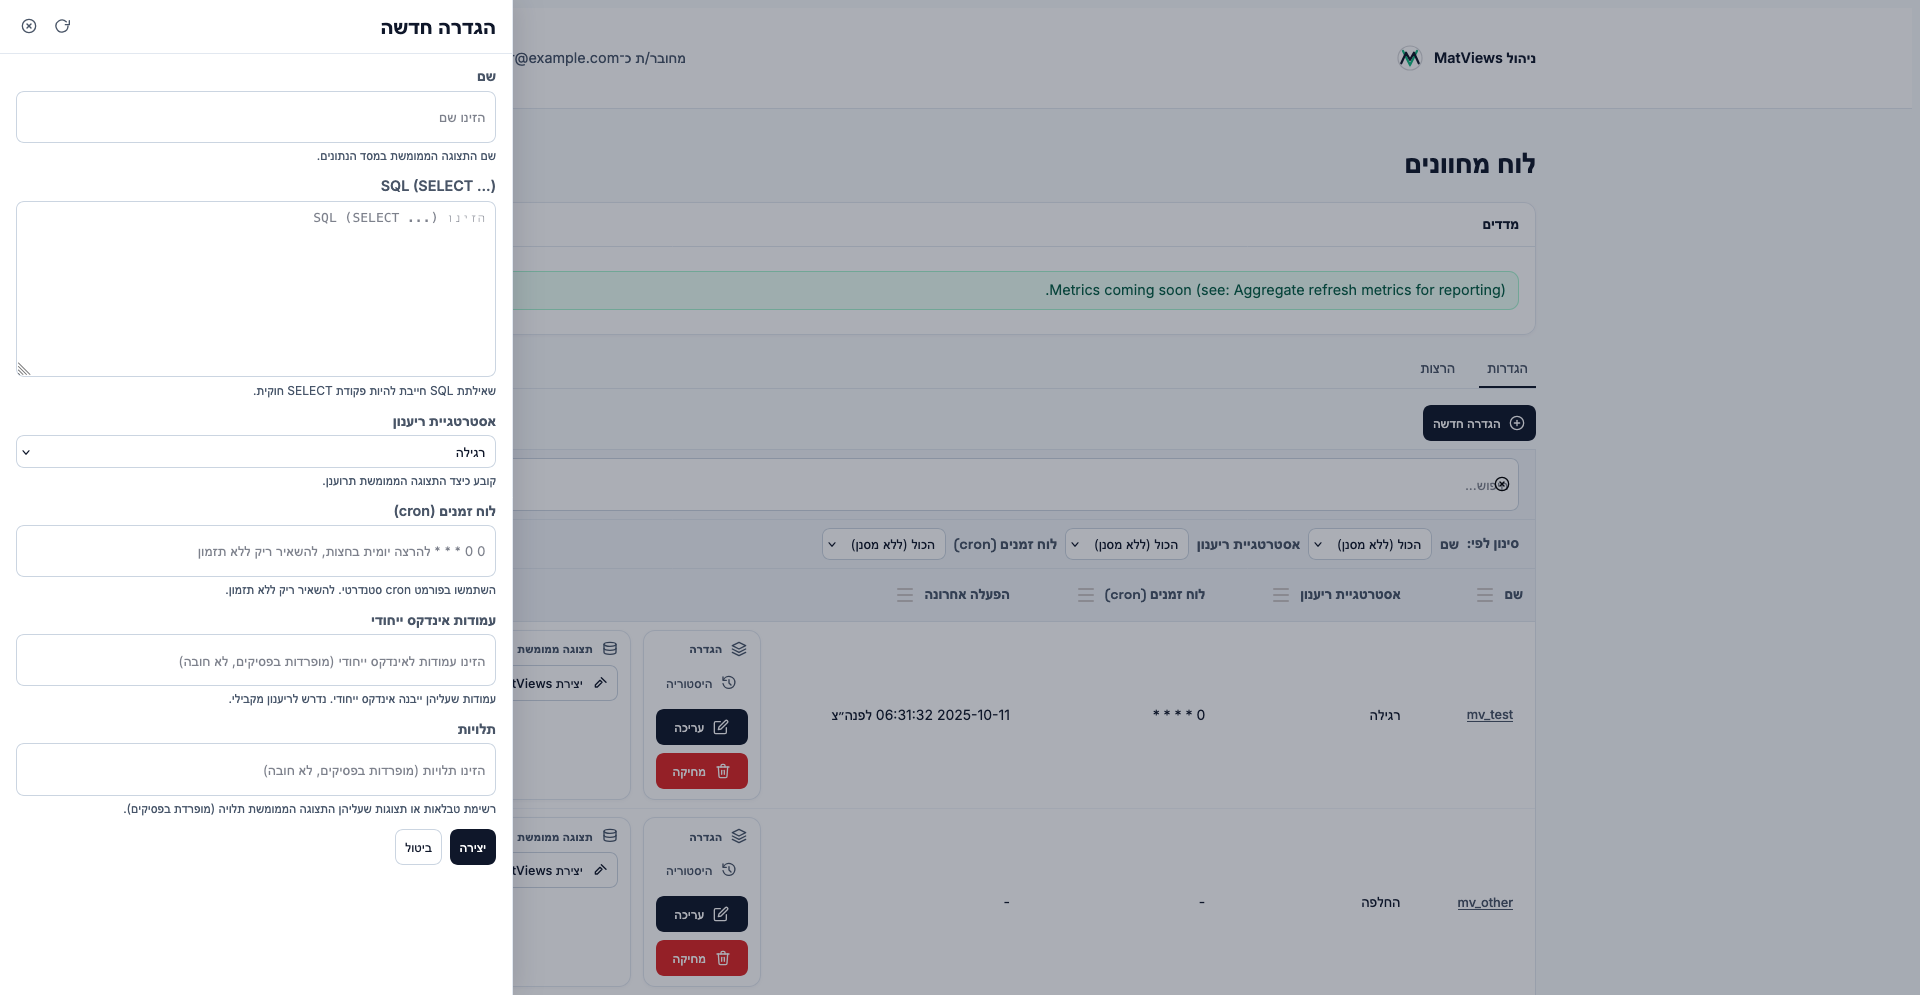 הגדרה חדשה
שם
הזינו שם
שם התצוגה הממומשת במסד הנתונים.
SQL (SELECT ...)
הזינו SQL (SELECT ...)
שאילתת SQL חייבת להיות פקודת SELECT חוקית.
אסטרטגיית ריענון
רגילה
קובע כיצד התצוגה הממומשת תרוענן.
לוח זמנים (cron)
0 0 * * * להרצה יומית בחצות, להשאיר ריק ללא תזמון
השתמשו בפורמט cron סטנדרטי. להשאיר ריק ללא תזמון.
עמודות אינדקס ייחודי
הזינו עמודות לאינדקס ייחודי (מופרדות בפסיקים, לא חובה)
עמודות שעליהן ייבנה אינדקס ייחודי. נדרש לריענון מקבילי.
תלויות
הזינו תלויות (מופרדות בפסיקים, לא חובה)
רשימת טבלאות או תצוגות שעליהן התצוגה הממומשת תלויה (מופרדת בפסיקים).
יצירה
ביטול
ניהול MatViews
מחובר/ת כ־r@example.com
לוח מחוונים
מדדים
Metrics coming soon (see: Aggregate refresh metrics for reporting).
הגדרות
הרצות
הגדרה חדשה
פוש...
סינון לפי:
שם
הכול (ללא מסנן)
אסטרטגיית ריענון
הכול (ללא מסנן)
לוח זמנים (cron)
הכול (ללא מסנן)
שם
אסטרטגיית ריענון
לוח זמנים (cron)
הפעלה אחרונה
mv_test
רגילה
0 * * * *
2025-10-11 06:31:32 לפנה״צ
הגדרה
היסטוריה
עריכה
מחיקה
תצוגה ממומשת
יצירת tViews
mv_other
החלפה
-
-
הגדרה
היסטוריה
עריכה
מחיקה
תצוגה ממומשת
יצירת tViews